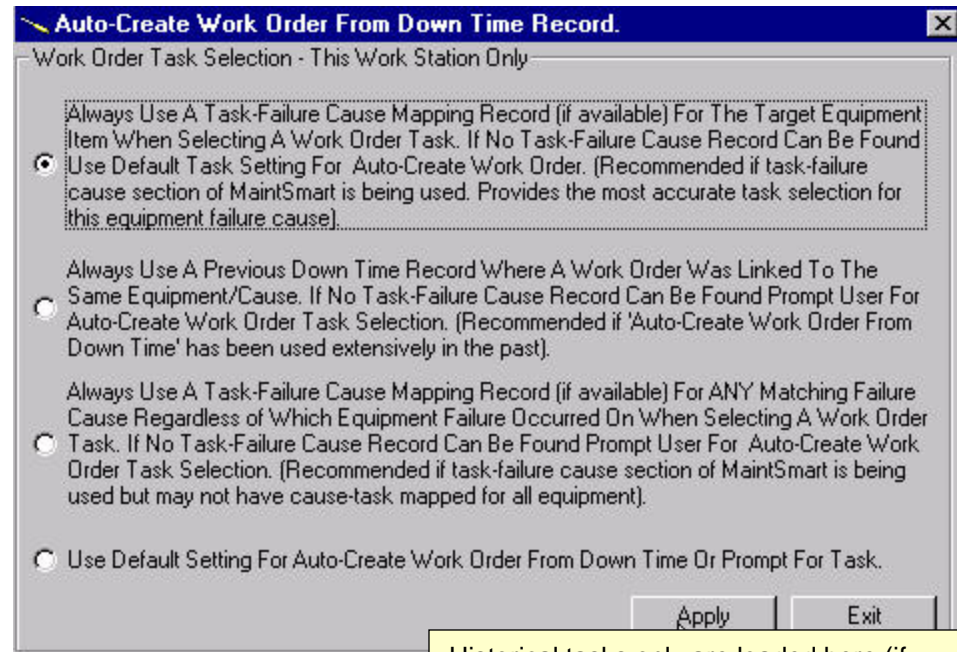 Auto-Create Work Order From Down Time Record.
Work Order Task Selection - This Work Station Only
Always Use A Task-Failure Cause Mapping Record (if available) For The Target Equipment
Item When Selecting A Work Order Task. If No Task-Failure Cause Record Can Be Found
Use Default Task Setting For Auto-Create Work Order. (Recommended if task-failure
cause section of MaintSmart is being used. Provides the most accurate task selection for
this equipment failure cause).
Always Use A Previous Down Time Record Where A Work Order Was Linked To The
Same Equipment/Cause. If No Task-Failure Cause Record Can Be Found Prompt User For
Auto-Create Work Order Task Selection. (Recommended if 'Auto-Create Work Order From
Down Time' has been used extensively in the past).
Always Use A Task-Failure Cause Mapping Record (if available) For ANY Matching Failure
Cause Regardless of Which Equipment Failure Occurred On When Selecting A Work Order
Task. If No Task-Failure Cause Record Can Be Found Prompt User For Auto-Create Work
Order Task Selection. (Recommended if task-failure cause section of MaintSmart is being
used but may not have cause-task mapped for all equipment).
Use Default Setting For Auto-Create Work Order From Down Time Or Prompt For Task.
Apply Exit
Historical tasks only are loaded here (if